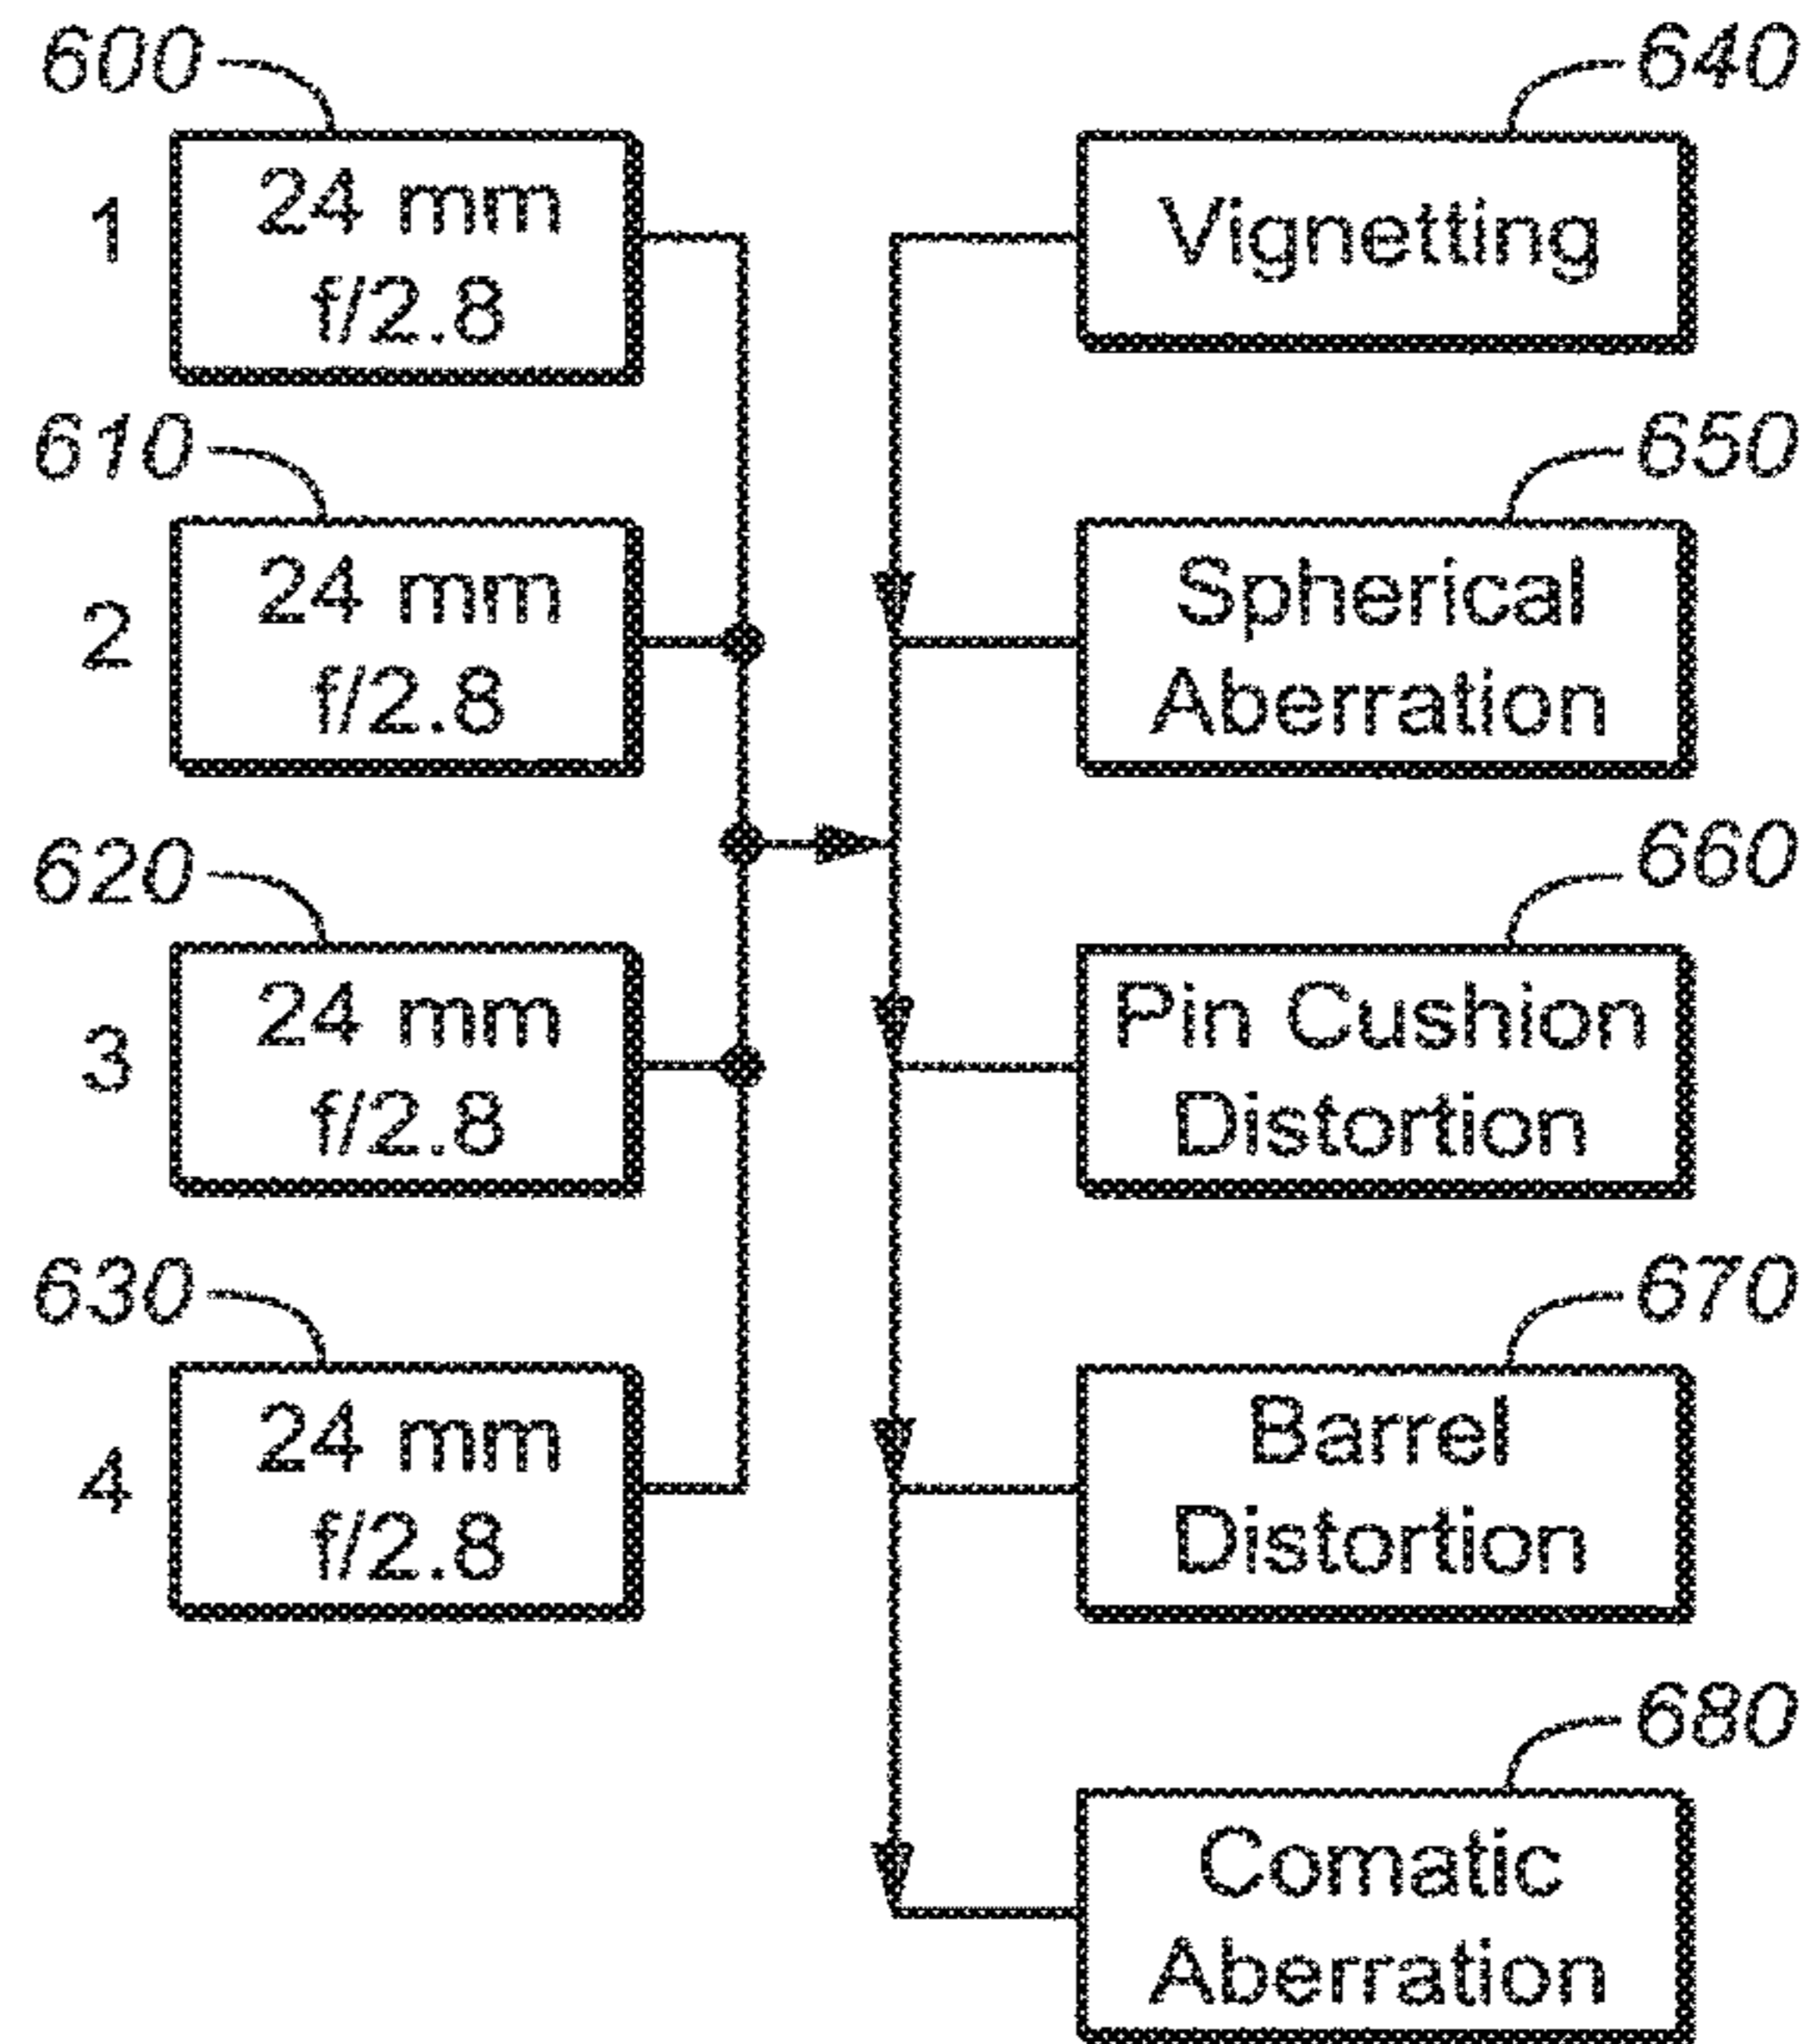 600
1
24 mm
f/2.8
610
2
24 mm
f/2.8
620
3
24 mm
f/2.8
630
4
24 mm
f/2.8
640
Vignetting
650
Spherical
Aberration
660
Pin Cushion
Distortion
670
Barrel
Distortion
680
Comatic
Aberration